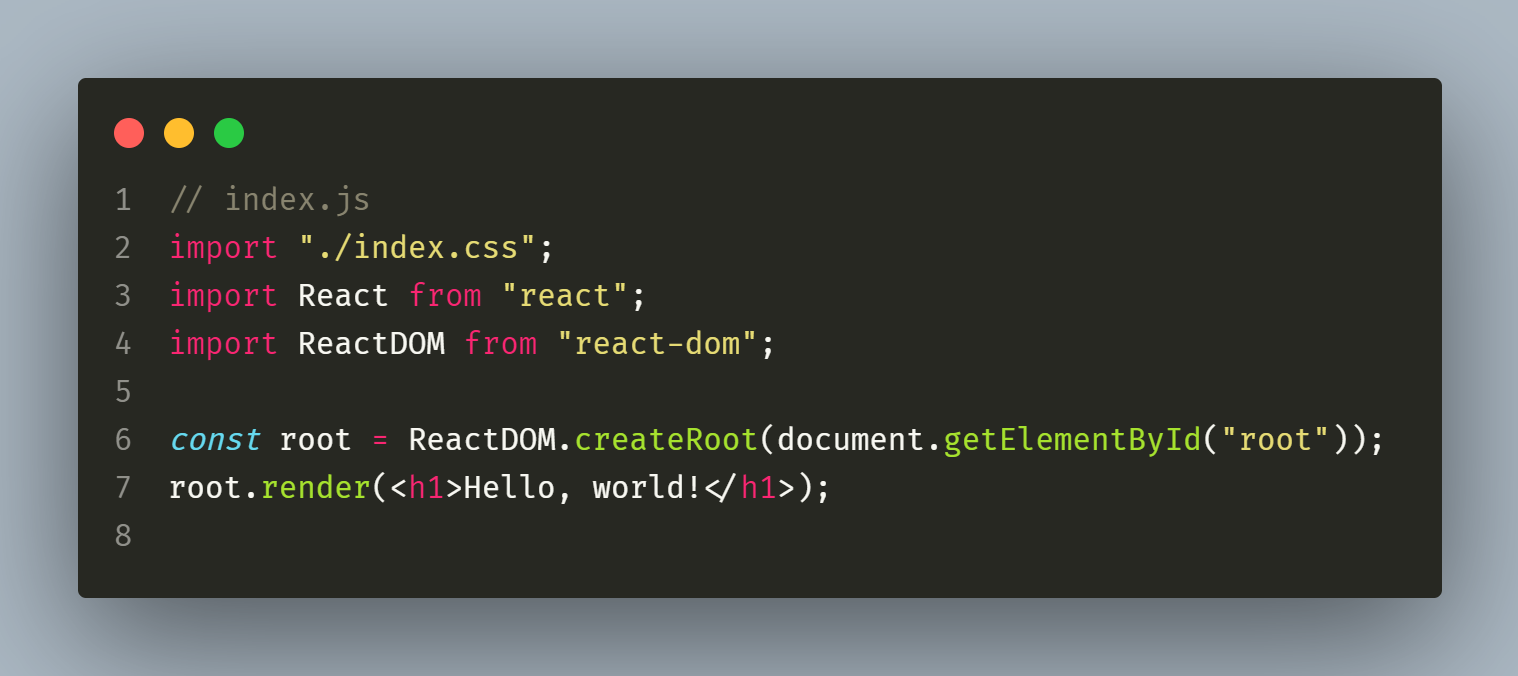 1 // index.js
2 import "./index.css";
3 import React from "react";
4 import ReactDOM from "react-dom";
5
6 const root = ReactDOM.createRoot(document.getElementById("root"));
7 root.render(<h1>Hello, world!</h1>);
8